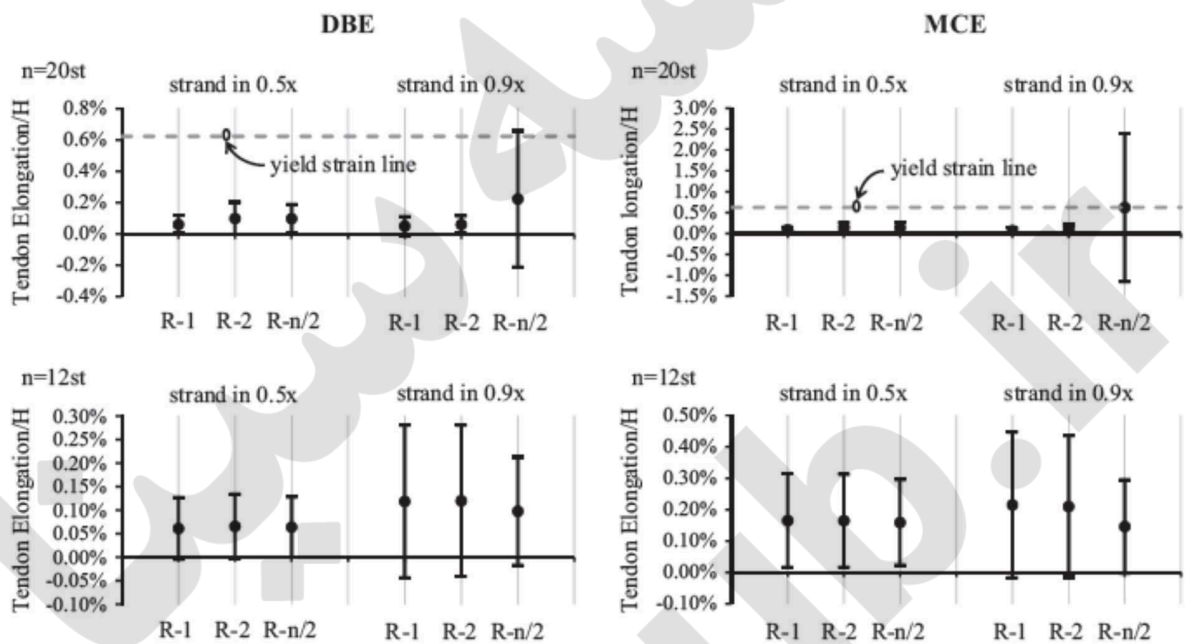 DBE
MCE
n=20st
strand in 0.5x
strand in 0.9x
Tendon Elongation/H
0.8%
0.6%
0.4%
0.2%
0.0%
-0.2%
-0.4%
yield strain line
R-1 R-2 R-n/2 R-1 R-2 R-n/2
n=20st
strand in 0.5x
strand in 0.9x
Tendon longation/H
3.0%
2.5%
2.0%
1.5%
1.0%
0.5%
0.0%
-0.5%
-1.0%
-1.5%
yield strain line
R-1 R-2 R-n/2 R-1 R-2 R-n/2
n=12st
strand in 0.5x
strand in 0.9x
Tendon Elongation/H
0.30%
0.25%
0.20%
0.15%
0.10%
0.05%
0.00%
-0.05%
-0.10%
R-1 R-2 R-n/2 R-1 R-2 R-n/2
n=12st
strand in 0.5x
strand in 0.9x
Tendon Elongation/H
0.50%
0.40%
0.30%
0.20%
0.10%
0.00%
-0.10%
R-1 R-2 R-n/2 R-1 R-2 R-n/2